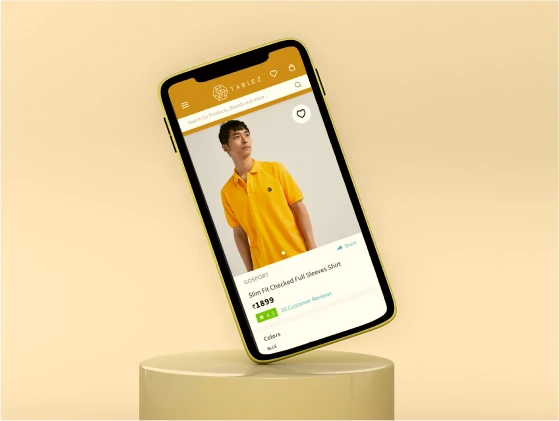 TABLEZ
Search for Products, Brands, and more...
GOSPORT
Share
Slim Fit Checked Full Sleeves Shirt
₹1899
★ 4.5
20 Customer Reviews
Colors
BLUE